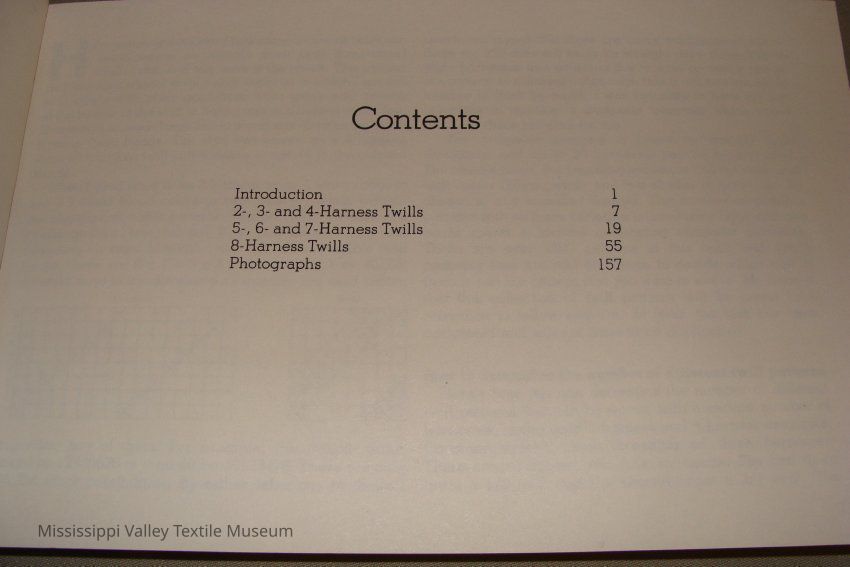 Contents
Introduction 1
2-, 3- and 4-Harness Twills 7
5-, 6- and 7-Harness Twills 19
8-Harness Twills 55
Photographs 157
Mississippi Valley Textile Museum